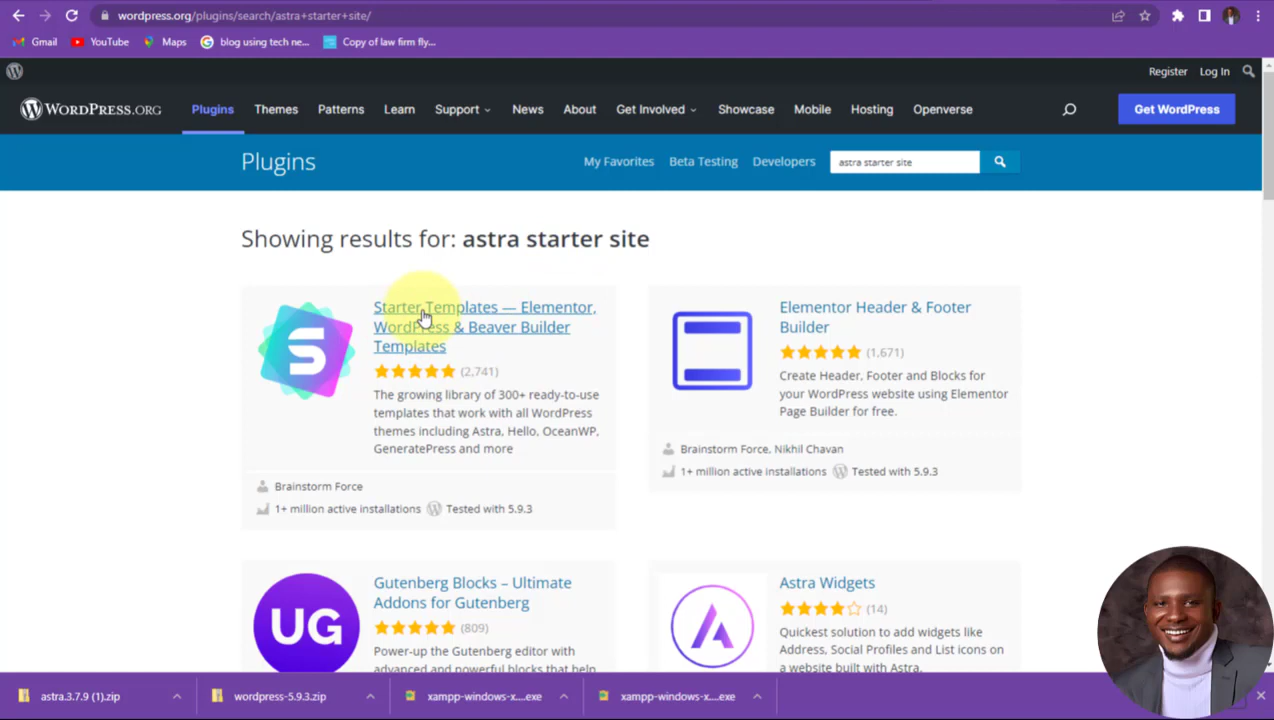 wordpress.org/plugins/search/astra+starter+site/
Gmail YouTube Maps blog using tech ne... Copy of law firm fly...
Register Log In
WORDPRESS.ORG Plugins Themes Patterns Learn Support News About Get Involved Showcase Mobile Hosting Openverse Get WordPress
Plugins My Favorites Beta Testing Developers astra starter site
Showing results for: astra starter site
Starter Templates — Elementor,
WordPress & Beaver Builder
Templates
(2,741)
The growing library of 300+ ready-to-use
templates that work with all WordPress
themes including Astra, Hello, OceanWP,
GeneratePress and more
Brainstorm Force
1+ million active installations Tested with 5.9.3
Elementor Header & Footer
Builder
(1,671)
Create Header, Footer and Blocks for
your WordPress website using Elementor
Page Builder for free.
Brainstorm Force, Nikhil Chavan
1+ million active installations Tested with 5.9.3
UG
Gutenberg Blocks – Ultimate
Addons for Gutenberg
(809)
Power-up the Gutenberg editor with
advanced and powerful blocks that help
Astra Widgets
(14)
Quickest solution to add widgets like
Address, Social Profiles and List icons on
a website built with Astra.
astra.3.7.9 (1).zip wordpress-5.9.3.zip xampp-windows-x....exe xampp-windows-x....exe